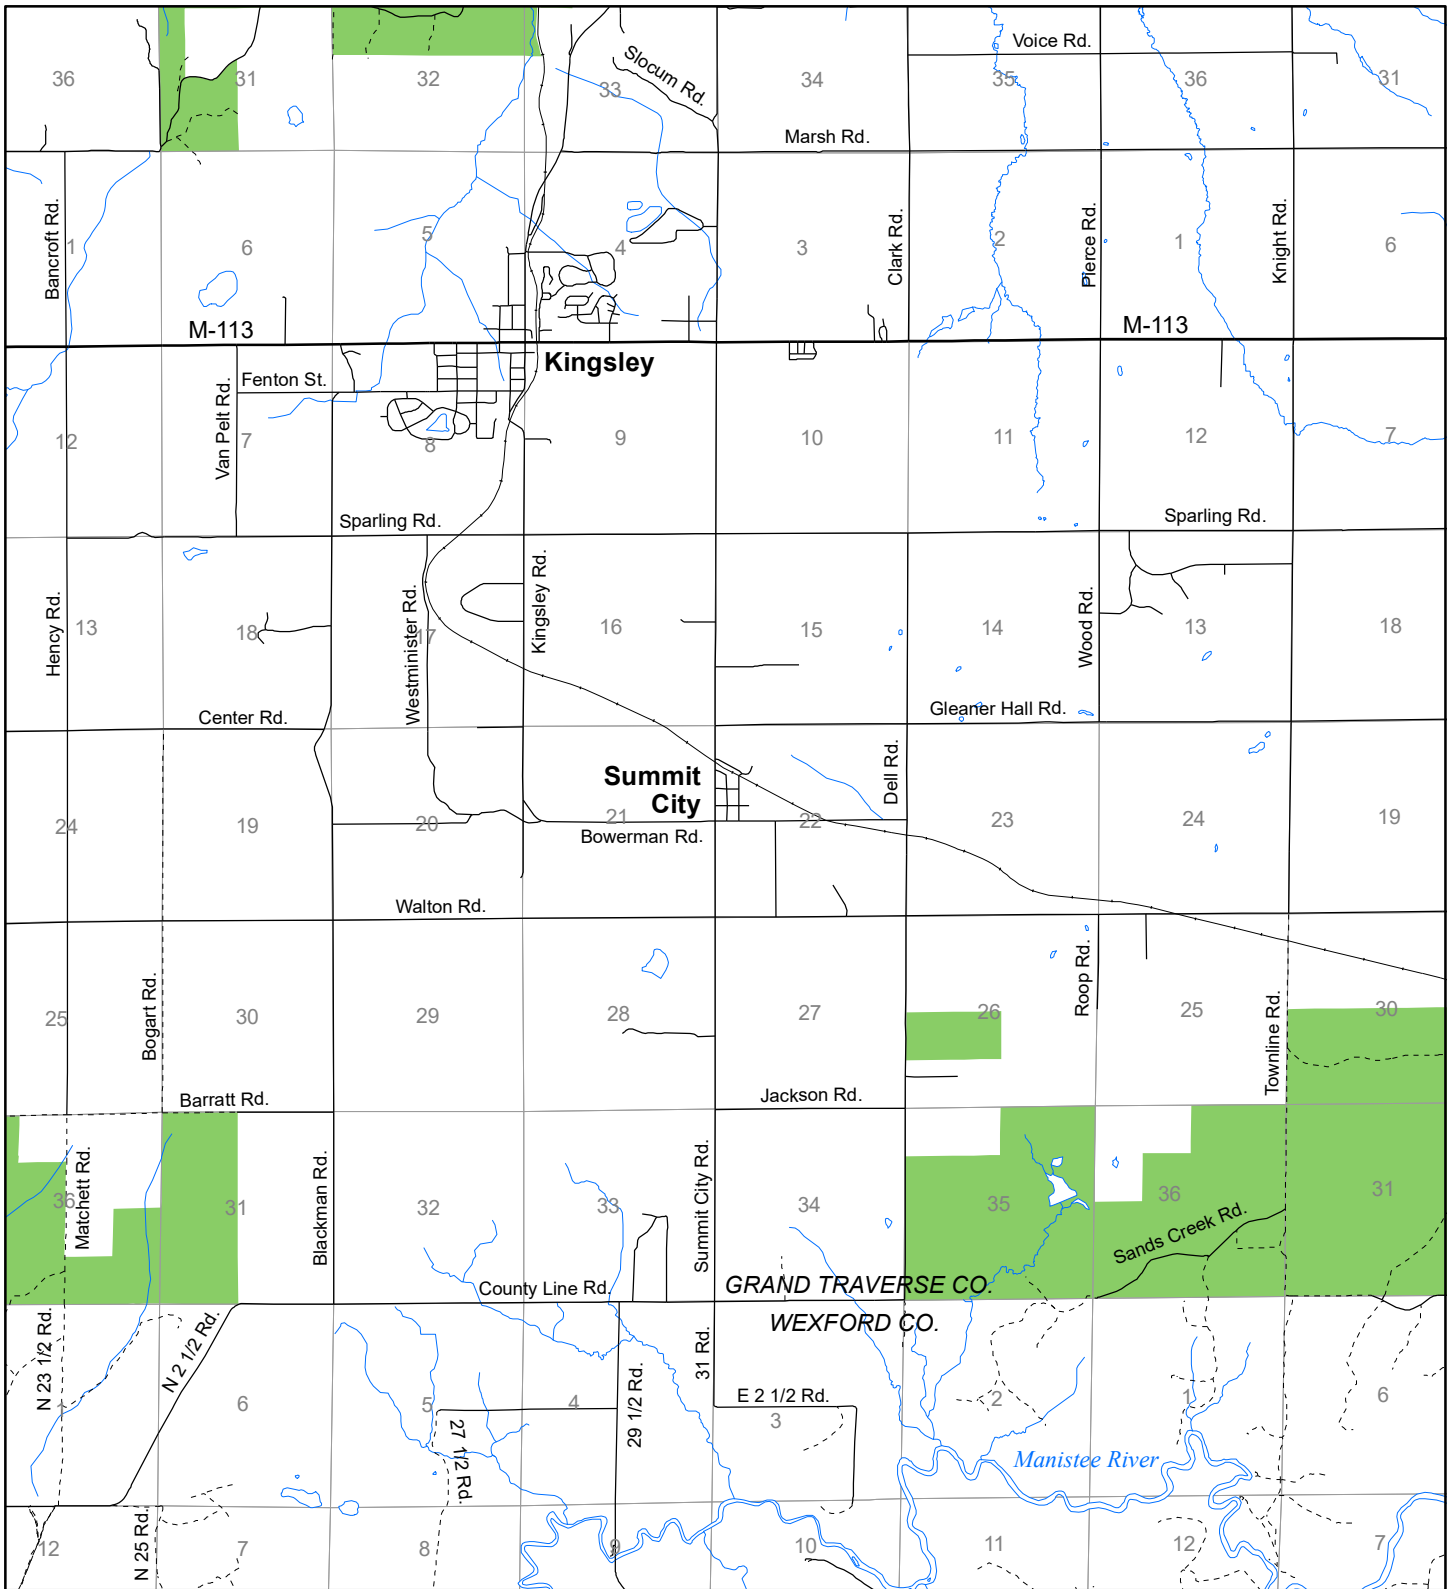 Voice Rd.
36
31
32
33
Slocum Rd.
34
35
36
31
Marsh Rd.
Bancroft Rd.
1
6
5
4
3
Clark Rd.
2
Pierce Rd.
1
Knight Rd.
6
M-113
M-113
Kingsley
Fenton St.
Van Pelt Rd.
12
7
8
9
10
11
12
7
Sparling Rd.
Sparling Rd.
Hency Rd.
13
18
Westminister Rd.
17
Kingsley Rd.
16
15
14
Wood Rd.
13
18
Center Rd.
Gleaner Hall Rd.
Summit
City
Dell Rd.
24
19
20
21
22
23
24
19
Bowerman Rd.
Walton Rd.
25
Bogart Rd.
30
29
28
27
26
Roop Rd.
25
Townline Rd.
30
Barratt Rd.
Jackson Rd.
36
Matchett Rd.
31
Blackman Rd.
32
33
Summit City Rd.
34
35
36
31
Sands Creek Rd.
County Line Rd.
GRAND TRAVERSE CO.
WEXFORD CO.
N 23 1/2 Rd.
N 2 1/2 Rd.
1
6
5
27 1/2 Rd.
4
29 1/2 Rd.
31 Rd.
E 2 1/2 Rd.
3
2
1
6
Manistee River
12
N 25 Rd.
7
8
9
10
11
12
7